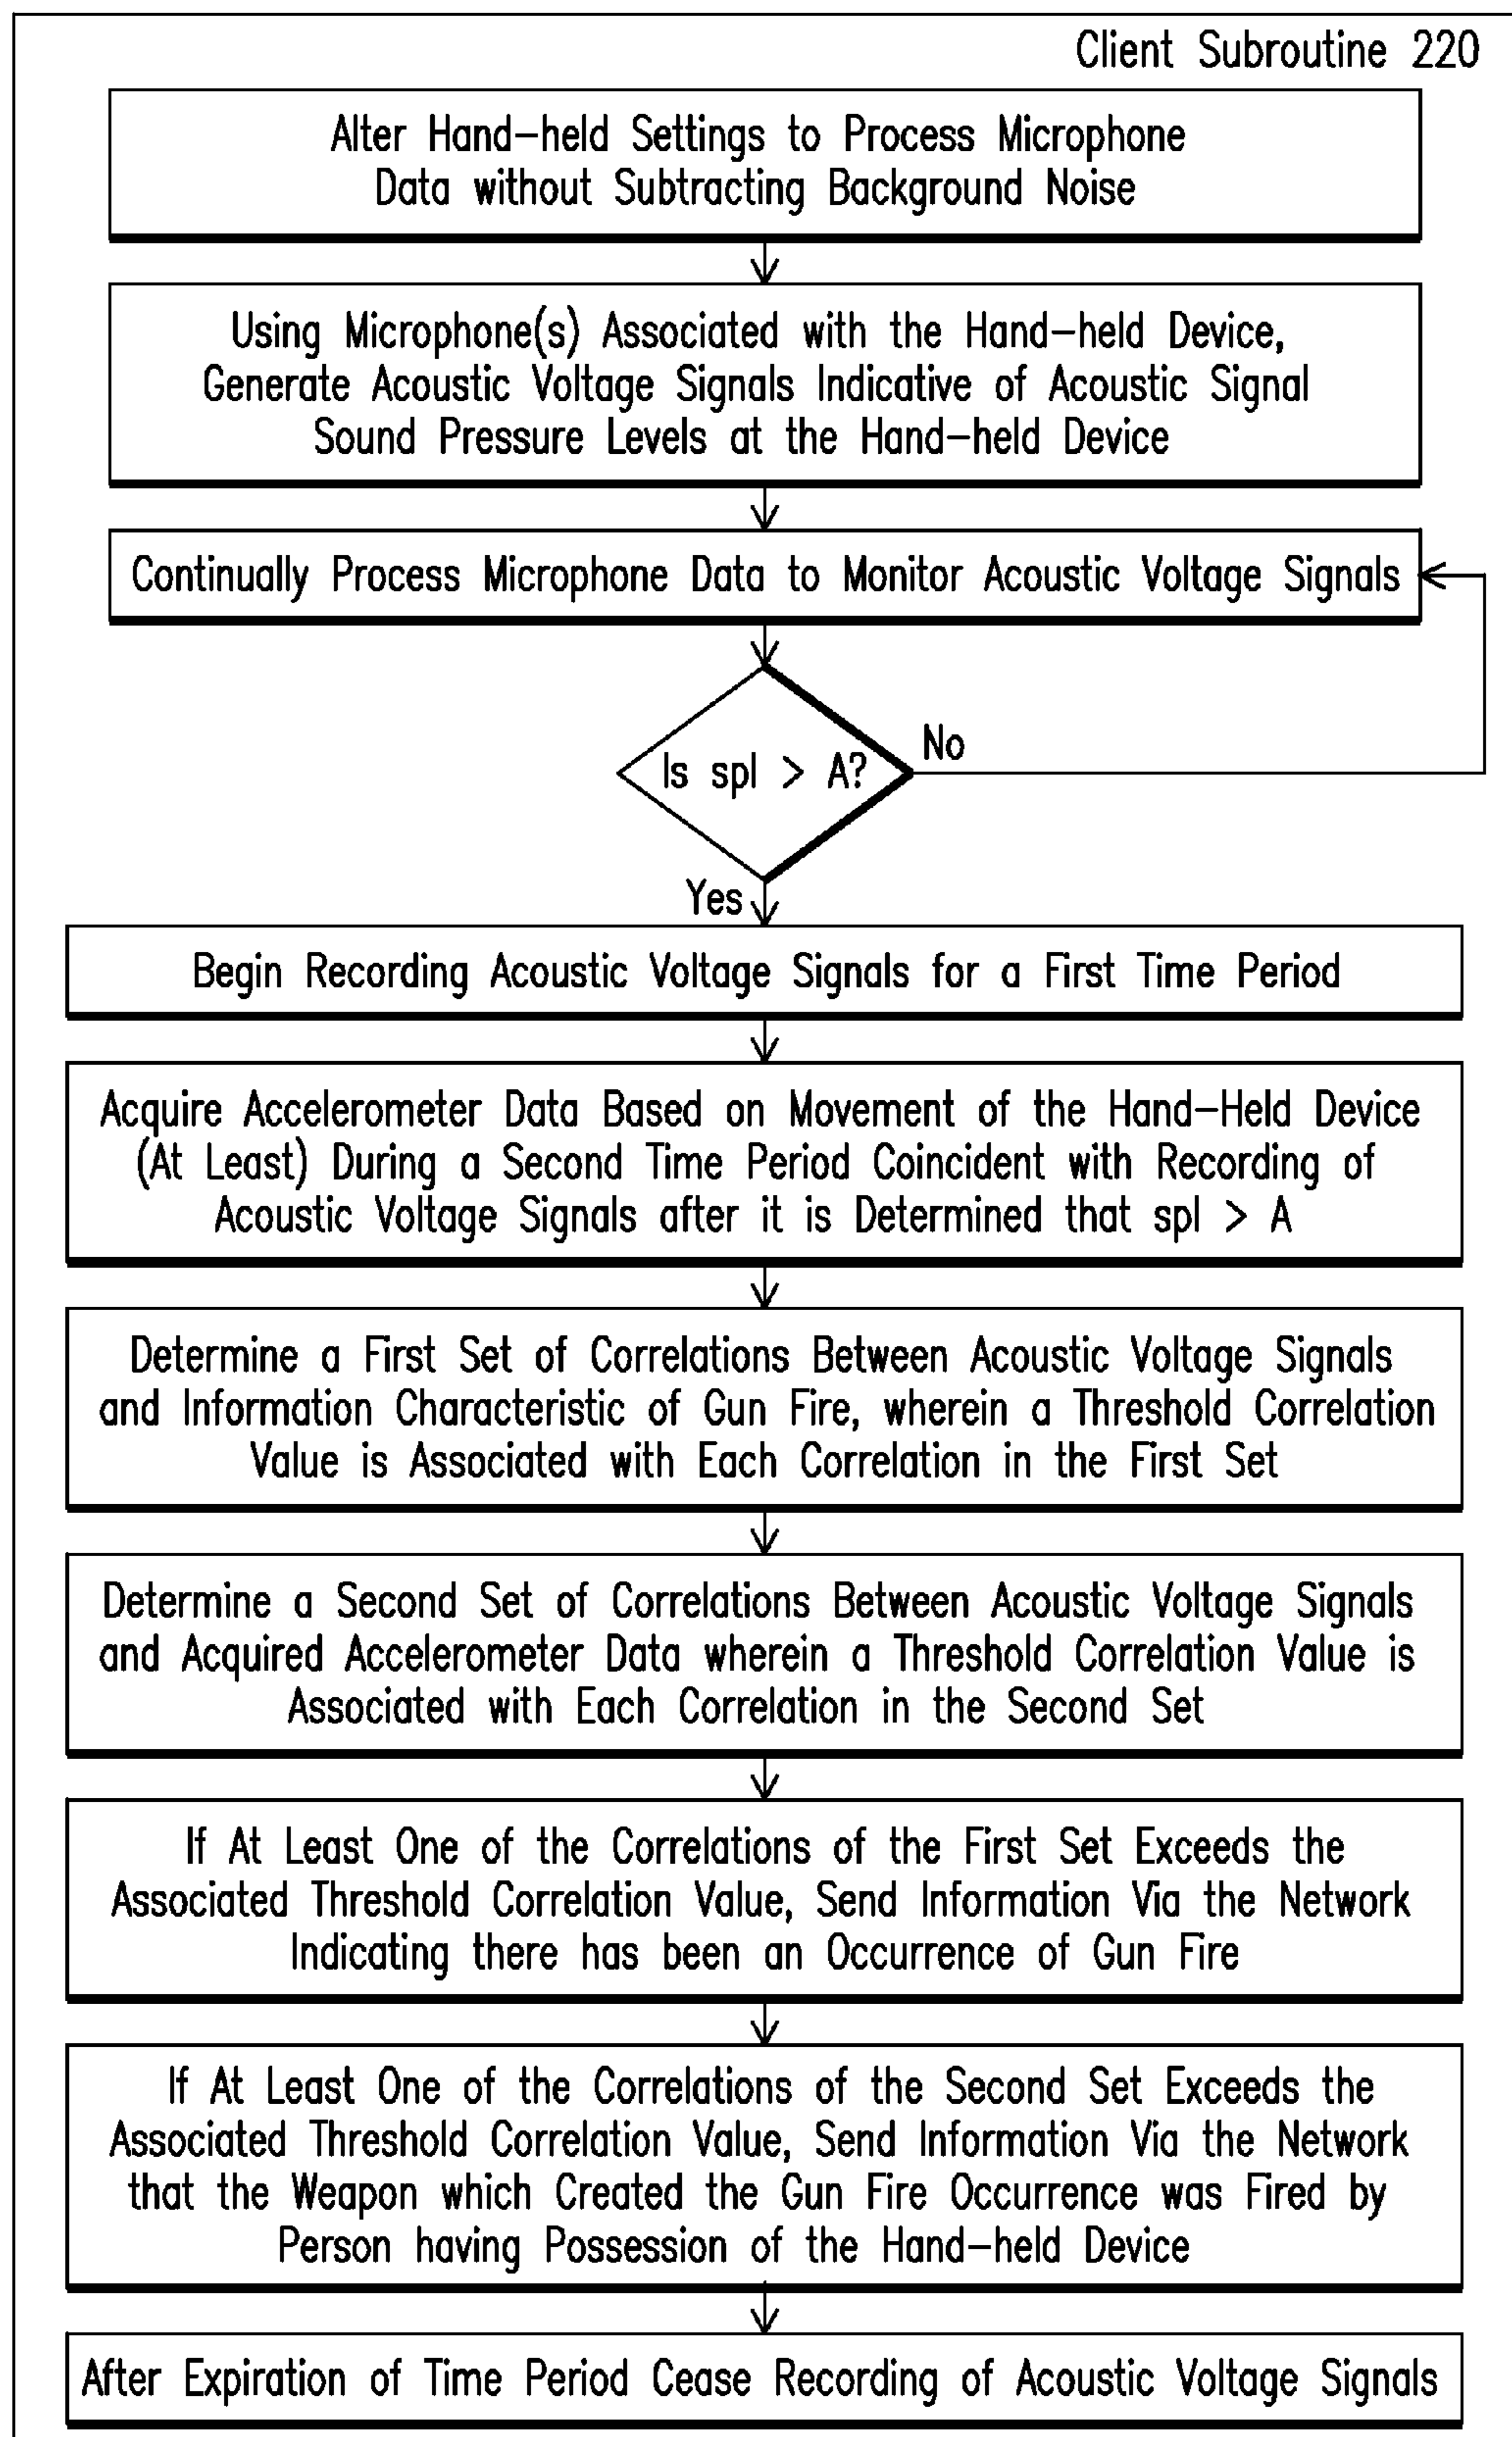 Client Subroutine 220
Alter Hand-held Settings to Process Microphone
Data without Subtracting Background Noise
Using Microphone(s) Associated with the Hand-held Device,
Generate Acoustic Voltage Signals Indicative of Acoustic Signal
Sound Pressure Levels at the Hand-held Device
Continually Process Microphone Data to Monitor Acoustic Voltage Signals
Is spl > A?
No
Yes
Begin Recording Acoustic Voltage Signals for a First Time Period
Acquire Accelerometer Data Based on Movement of the Hand-Held Device
(At Least) During a Second Time Period Coincident with Recording of
Acoustic Voltage Signals after it is Determined that spl > A
Determine a First Set of Correlations Between Acoustic Voltage Signals
and Information Characteristic of Gun Fire, wherein a Threshold Correlation
Value is Associated with Each Correlation in the First Set
Determine a Second Set of Correlations Between Acoustic Voltage Signals
and Acquired Accelerometer Data wherein a Threshold Correlation Value is
Associated with Each Correlation in the Second Set
If At Least One of the Correlations of the First Set Exceeds the
Associated Threshold Correlation Value, Send Information Via the Network
Indicating there has been an Occurrence of Gun Fire
If At Least One of the Correlations of the Second Set Exceeds the
Associated Threshold Correlation Value, Send Information Via the Network
that the Weapon which Created the Gun Fire Occurrence was Fired by
Person having Possession of the Hand-held Device
After Expiration of Time Period Cease Recording of Acoustic Voltage Signals